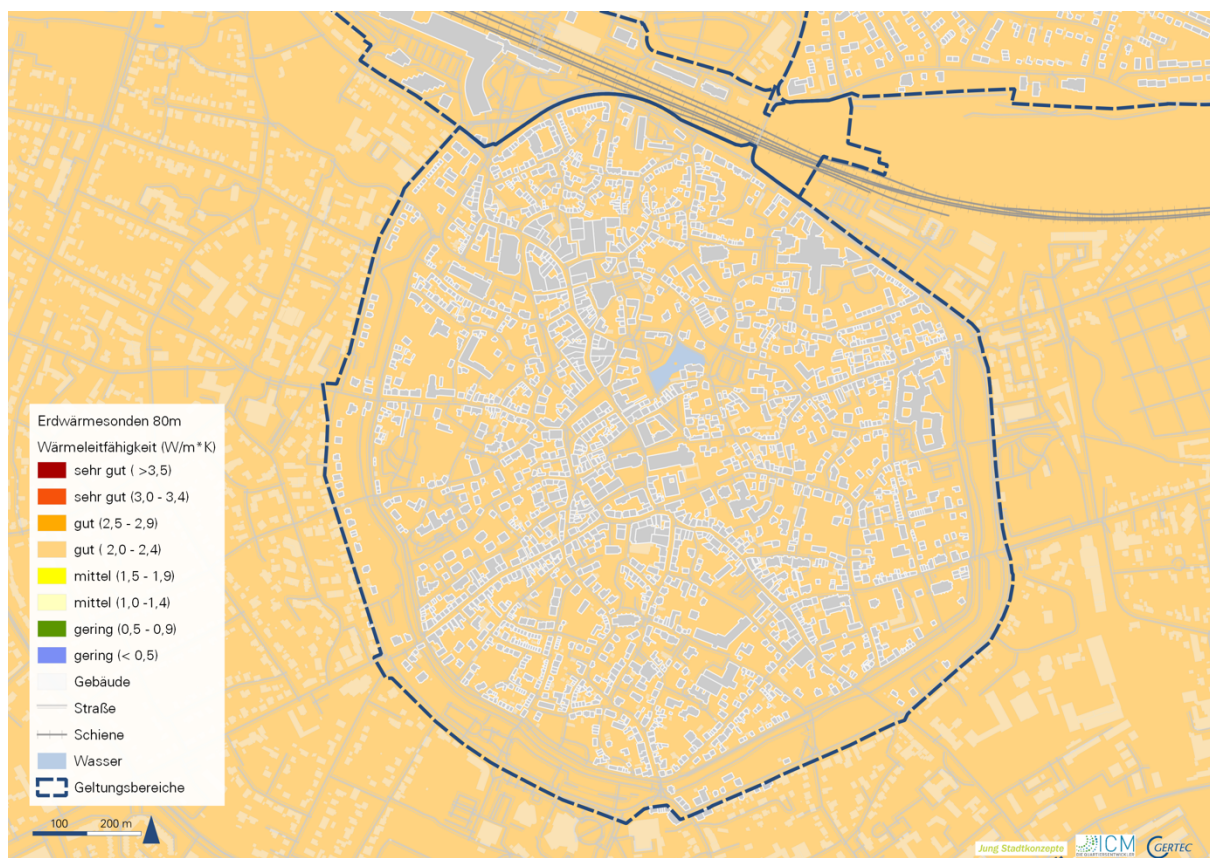 Erdwärmesonden 80m
Wärmeleitfähigkeit (W/m*K)
sehr gut ( >3,5)
sehr gut (3,0 - 3,4)
gut (2,5 - 2,9)
gut ( 2,0 - 2,4)
mittel (1,5 - 1,9)
mittel (1,0 -1,4)
gering (0,5 - 0,9)
gering (< 0,5)
Gebäude
Straße
Schiene
Wasser
Geltungsbereiche
100 200 m
Jung Stadtkonzepte
ICM
GERTEC